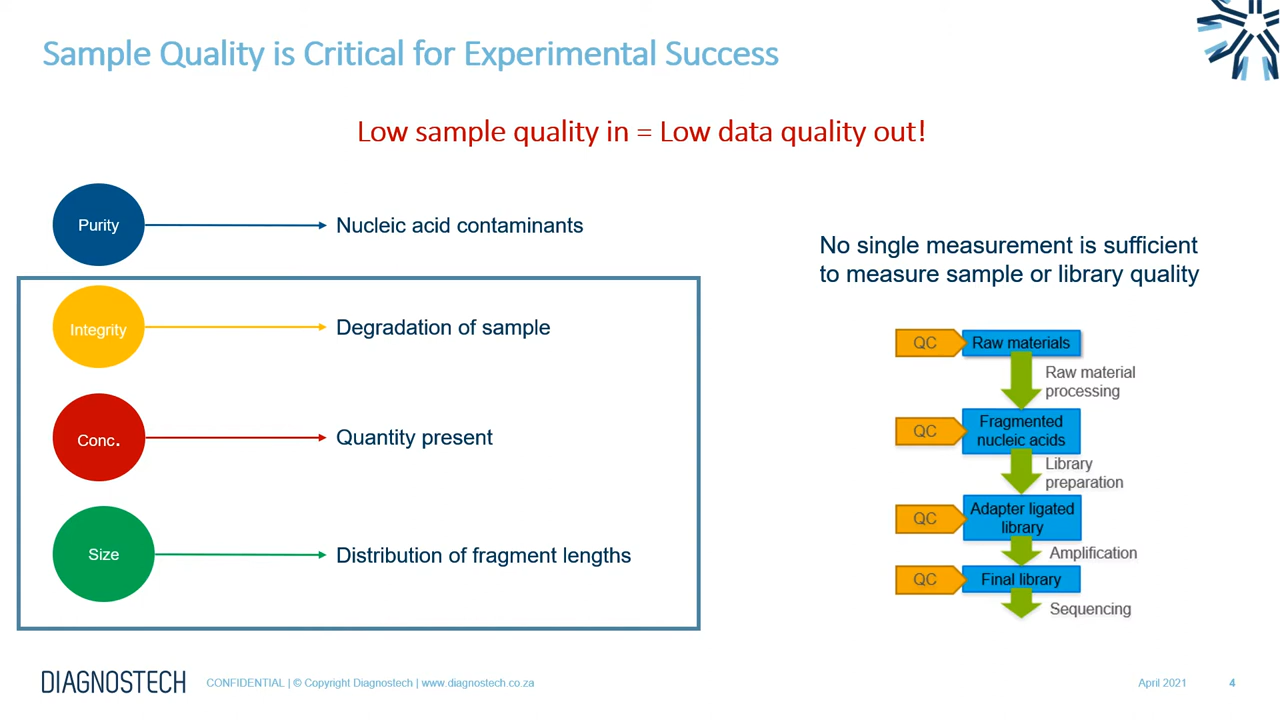 Sample Quality is Critical for Experimental Success
Low sample quality in = Low data quality out!
Purity
Nucleic acid contaminants
Integrity
Degradation of sample
Conc.
Quantity present
Size
Distribution of fragment lengths
No single measurement is sufficient
to measure sample or library quality
QC
Raw materials
Raw material
processing
QC
Fragmented
nucleic acids
Library
preparation
QC
Adapter ligated
library
Amplification
QC
Final library
Sequencing
DIAGNOSTECH
CONFIDENTIAL | © Copyright Diagnostech | www.diagnostech.co.za
April 2021
4